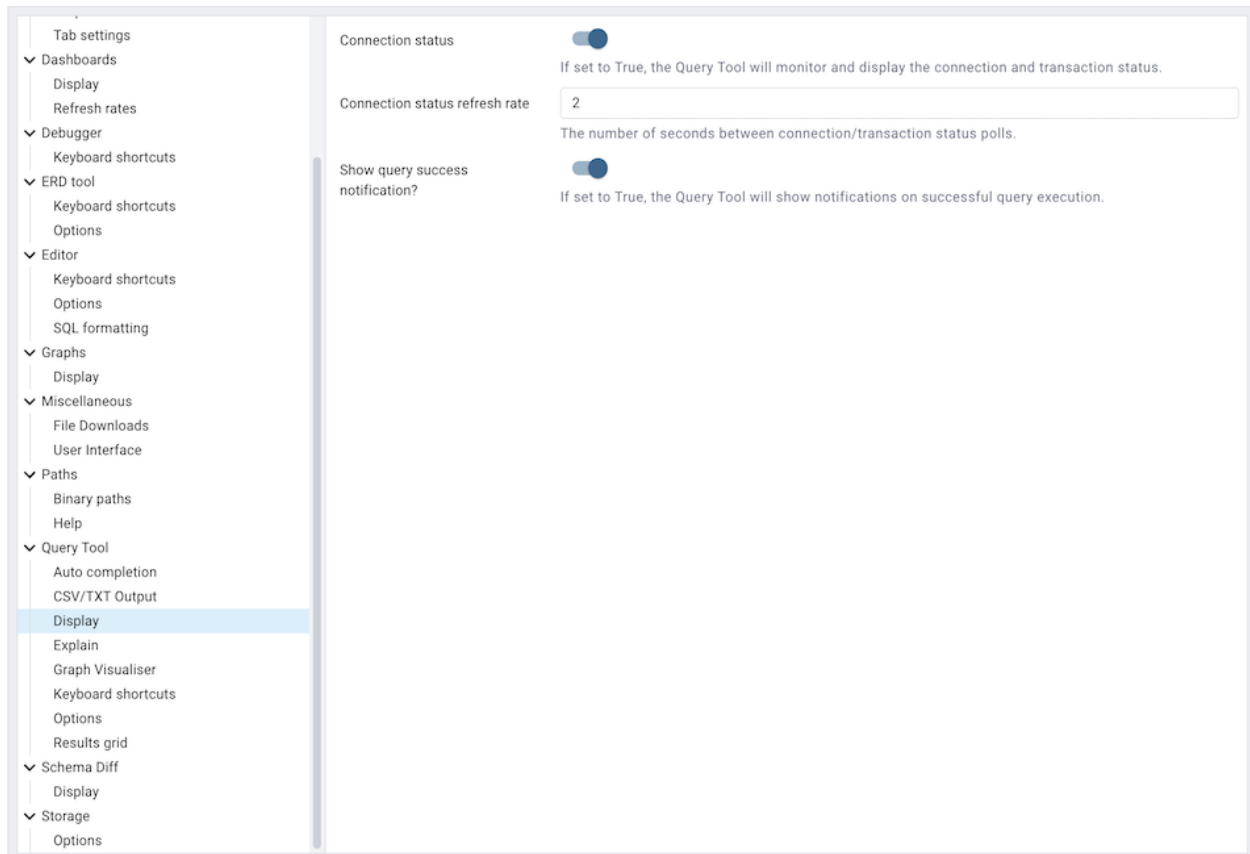 Tab settings
Dashboards
Display
Refresh rates
Debugger
Keyboard shortcuts
ERD tool
Keyboard shortcuts
Options
Editor
Keyboard shortcuts
Options
SQL formatting
Graphs
Display
Miscellaneous
File Downloads
User Interface
Paths
Binary paths
Help
Query Tool
Auto completion
CSV/TXT Output
Display
Explain
Graph Visualiser
Keyboard shortcuts
Options
Results grid
Schema Diff
Display
Storage
Options
Connection status
If set to True, the Query Tool will monitor and display the connection and transaction status.
Connection status refresh rate
2
The number of seconds between connection/transaction status polls.
Show query success
notification?
If set to True, the Query Tool will show notifications on successful query execution.